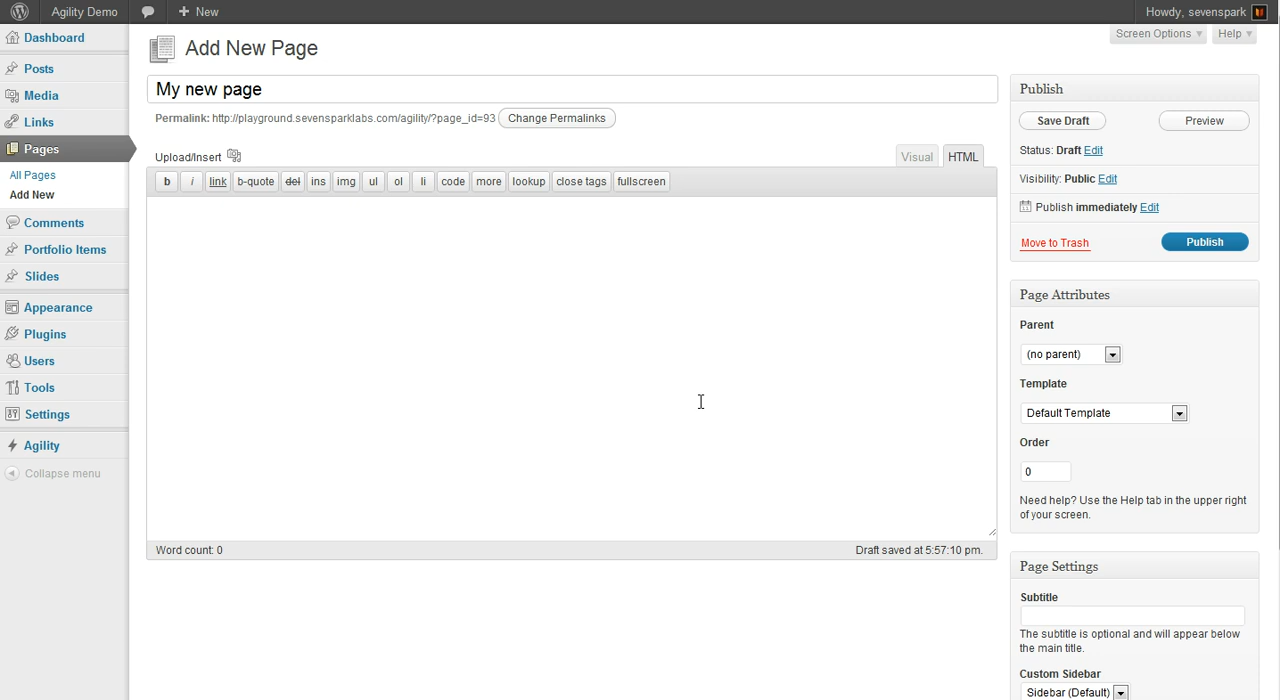 Agility Demo + New Howdy, sevenspark
Dashboard
Posts
Media
Links
Pages
All Pages
Add New
Comments
Portfolio Items
Slides
Appearance
Plugins
Users
Tools
Settings
Agility
Collapse menu
Screen Options Help
Add New Page
My new page
Permalink: http://playground.sevensparklabs.com/agility/?page_id=93 Change Permalinks
Upload/Insert Visual HTML
b i link b-quote del ins img ul ol li code more lookup close tags fullscreen
Word count: 0 Draft saved at 5:57:10 pm.
Publish
Save Draft Preview
Status: Draft Edit
Visibility: Public Edit
Publish immediately Edit
Move to Trash Publish
Page Attributes
Parent
(no parent)
Template
Default Template
Order
0
Need help? Use the Help tab in the upper right
of your screen.
Page Settings
Subtitle
The subtitle is optional and will appear below
the main title.
Custom Sidebar
Sidebar (Default)